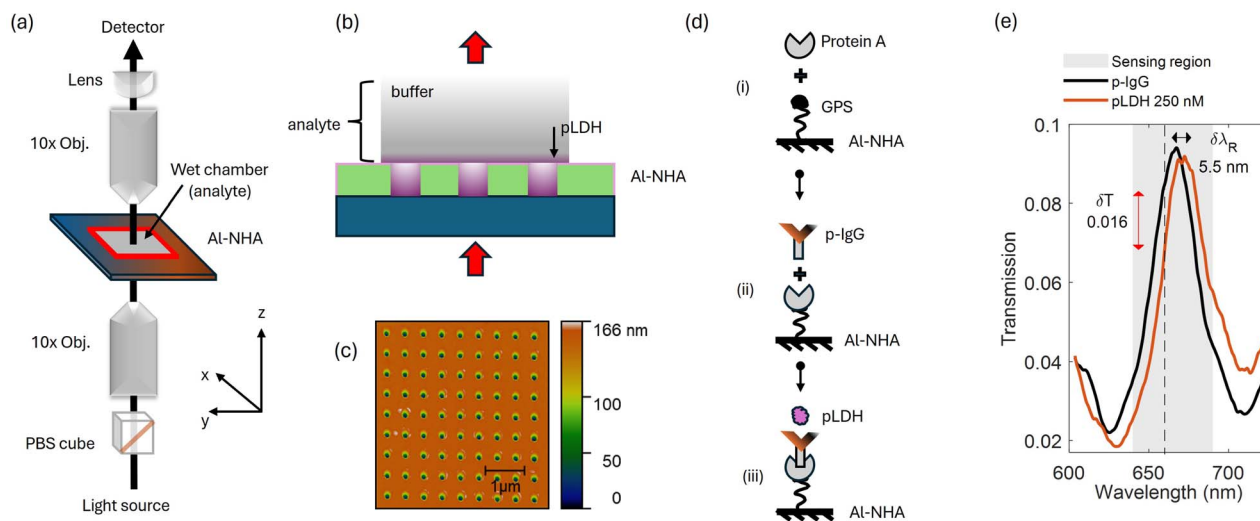 (a)
Detector
Lens
10x Obj.
Wet chamber
(analyte)
Al-NHA
10x Obj.
PBS cube
Light source
z
x
y
(b)
buffer
analyte
pLDH
Al-NHA
(c)
166 nm
100
50
0
1μm
(d)
Protein A
(i)
GPS
Al-NHA
p-IgG
(ii)
Al-NHA
pLDH
(iii)
Al-NHA
(e)
Sensing region
p-IgG
pLDH 250 nM
0.1
0.08
0.06
0.04
0.02
Transmission
δλR
5.5 nm
δT
0.016
600
650
700
Wavelength (nm)